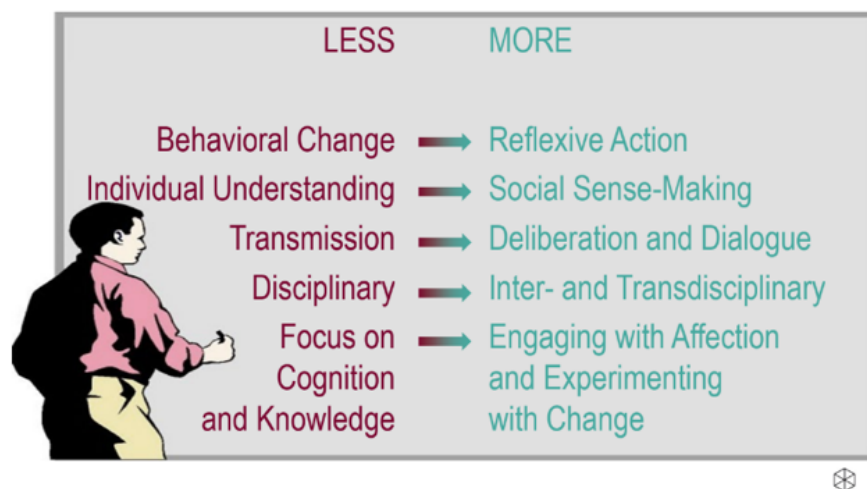 LESS MORE
Behavioral Change Reflexive Action
Individual Understanding Social Sense-Making
Transmission Deliberation and Dialogue
Disciplinary Inter- and Transdisciplinary
Focus on Engaging with Affection
Cognition and Experimenting
and Knowledge with Change